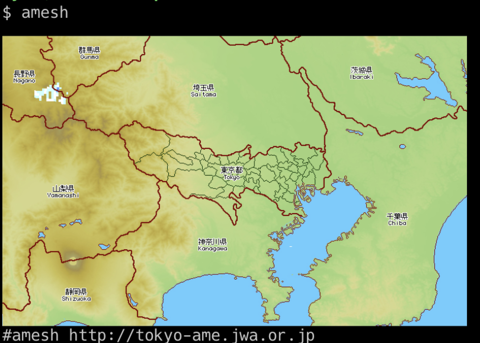 $ amesh
群馬県
Gunma
長野県
Nagano
茨城県
Ibaraki
埼玉県
Saitama
東京都
Tokyo
山梨県
Yamanashi
千葉県
Chiba
神奈川県
Kanagawa
静岡県
Shizuoka
#amesh http://tokyo-ame.jwa.or.jp